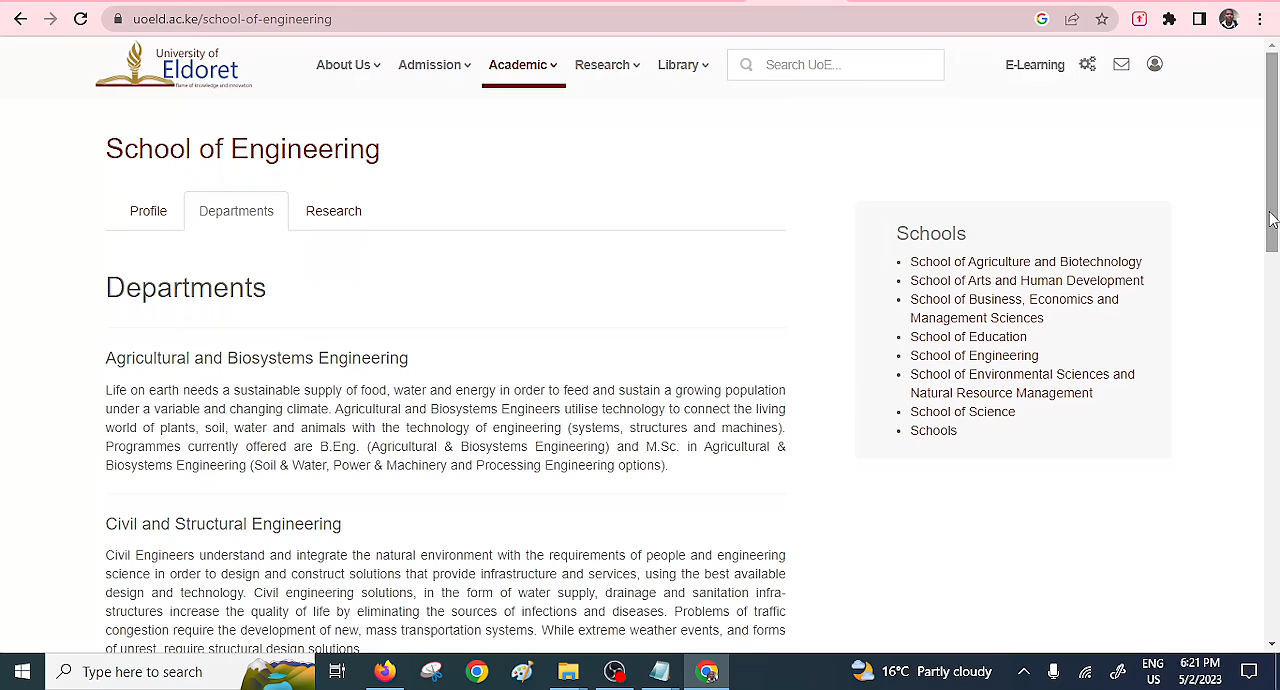 uoeld.ac.ke/school-of-engineering
University of
Eldoret
flame of knowledge and innovation
About Us
Admission
Academic
Research
Library
Search UoE...
E-Learning
School of Engineering
Profile
Departments
Research
Departments
Agricultural and Biosystems Engineering
Life on earth needs a sustainable supply of food, water and energy in order to feed and sustain a growing population
under a variable and changing climate. Agricultural and Biosystems Engineers utilise technology to connect the living
world of plants, soil, water and animals with the technology of engineering (systems, structures and machines).
Programmes currently offered are B.Eng. (Agricultural & Biosystems Engineering) and M.Sc. in Agricultural &
Biosystems Engineering (Soil & Water, Power & Machinery and Processing Engineering options).
Civil and Structural Engineering
Civil Engineers understand and integrate the natural environment with the requirements of people and engineering
science in order to design and construct solutions that provide infrastructure and services, using the best available
design and technology. Civil engineering solutions, in the form of water supply, drainage and sanitation infra-
structures increase the quality of life by eliminating the sources of infections and diseases. Problems of traffic
congestion require the development of new, mass transportation systems. While extreme weather events, and forms
of unrest, require structural design solutions
Schools
School of Agriculture and Biotechnology
School of Arts and Human Development
School of Business, Economics and
Management Sciences
School of Education
School of Engineering
School of Environmental Sciences and
Natural Resource Management
School of Science
Schools
Type here to search
16°C Partly cloudy
ENG
US
6:21 PM
5/2/2023